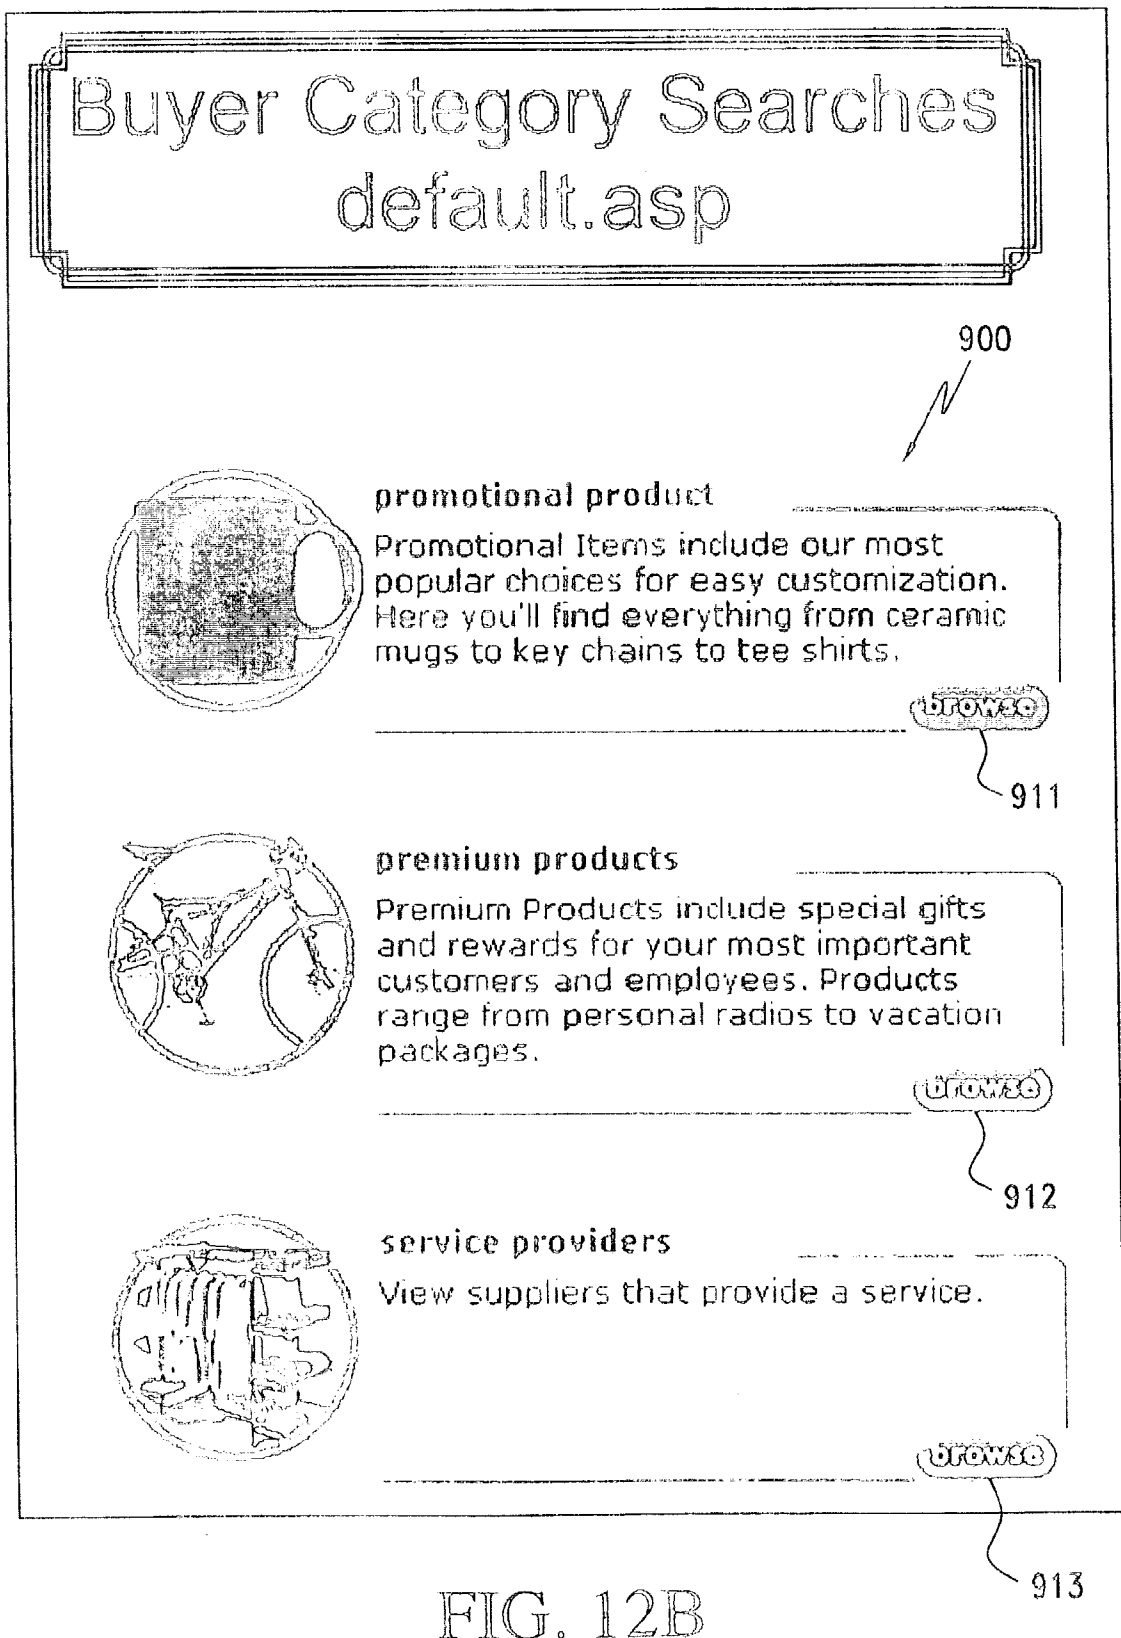 Buyer Category Searches
default.asp
900
promotional product
Promotional Items include our most
popular choices for easy customization.
Here you'll find everything from ceramic
mugs to key chains to tee shirts.
browse
911
premium products
Premium Products include special gifts
and rewards for your most important
customers and employees. Products
range from personal radios to vacation
packages.
browse
912
service providers
View suppliers that provide a service.
browse
913
FIG. 12B